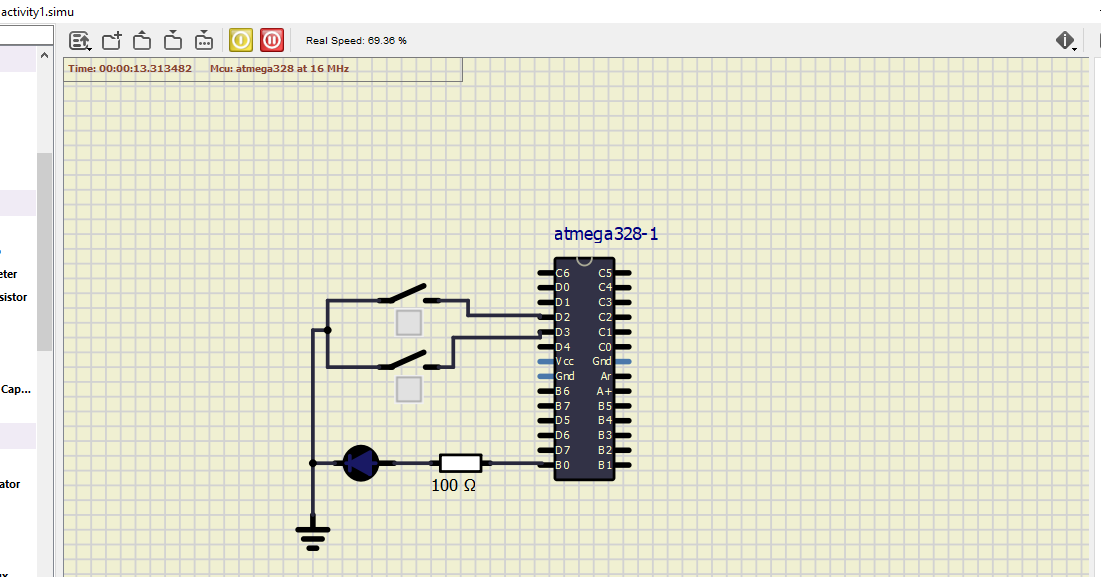 activity1.simu
Real Speed: 69.36 %
Time: 00:00:13.313482 Mcu: atmega328 at 16 MHz
eter
sistor
Cap...
ator
atmega328-1
C6 C5
D0 C4
D1 C3
D2 C2
D3 C1
D4 C0
Vcc Gnd
Gnd Ar
B6 A+
B7 B5
D5 B4
D6 B3
D7 B2
B0 B1
100 Ω